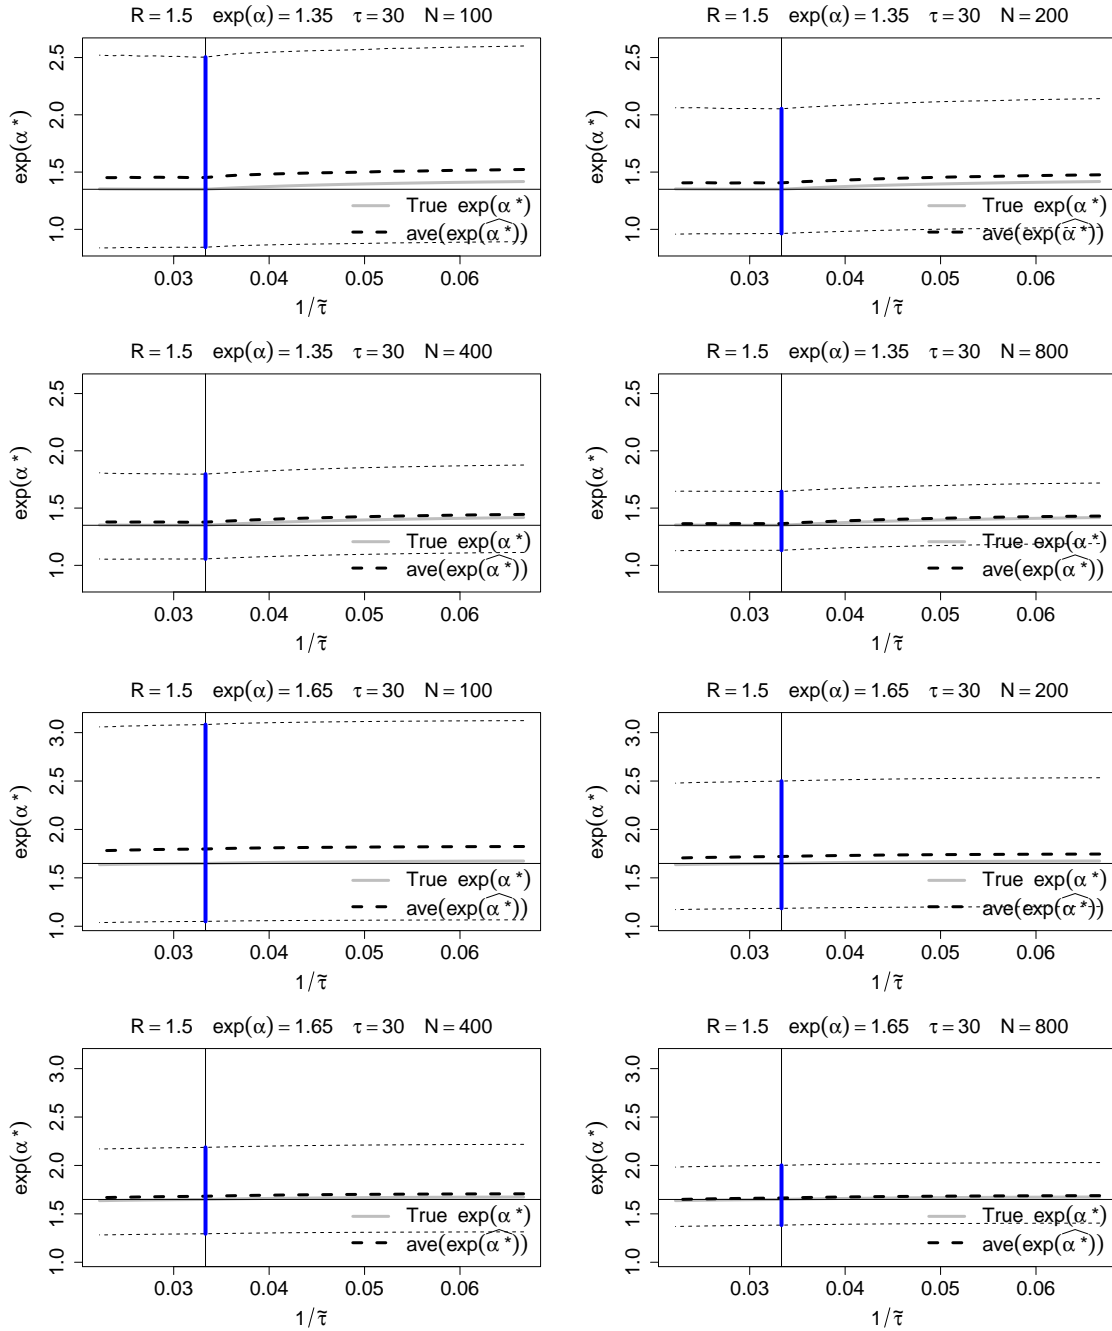 R = 1.5 exp(α) = 1.35 τ = 30 N = 100
exp(α*)
2.5
2.0
1.5
1.0
True exp(α*)
ave(exp(α̂*))
0.03 0.04 0.05 0.06
1/τ̃
R = 1.5 exp(α) = 1.35 τ = 30 N = 200
exp(α*)
2.5
2.0
1.5
1.0
True exp(α*)
ave(exp(α̂*))
0.03 0.04 0.05 0.06
1/τ̃
R = 1.5 exp(α) = 1.35 τ = 30 N = 400
exp(α*)
2.5
2.0
1.5
1.0
True exp(α*)
ave(exp(α̂*))
0.03 0.04 0.05 0.06
1/τ̃
R = 1.5 exp(α) = 1.35 τ = 30 N = 800
exp(α*)
2.5
2.0
1.5
1.0
True exp(α*)
ave(exp(α̂*))
0.03 0.04 0.05 0.06
1/τ̃
R = 1.5 exp(α) = 1.65 τ = 30 N = 100
exp(α*)
3.0
2.5
2.0
1.5
1.0
True exp(α*)
ave(exp(α̂*))
0.03 0.04 0.05 0.06
1/τ̃
R = 1.5 exp(α) = 1.65 τ = 30 N = 200
exp(α*)
3.0
2.5
2.0
1.5
1.0
True exp(α*)
ave(exp(α̂*))
0.03 0.04 0.05 0.06
1/τ̃
R = 1.5 exp(α) = 1.65 τ = 30 N = 400
exp(α*)
3.0
2.5
2.0
1.5
1.0
True exp(α*)
ave(exp(α̂*))
0.03 0.04 0.05 0.06
1/τ̃
R = 1.5 exp(α) = 1.65 τ = 30 N = 800
exp(α*)
3.0
2.5
2.0
1.5
1.0
True exp(α*)
ave(exp(α̂*))
0.03 0.04 0.05 0.06
1/τ̃